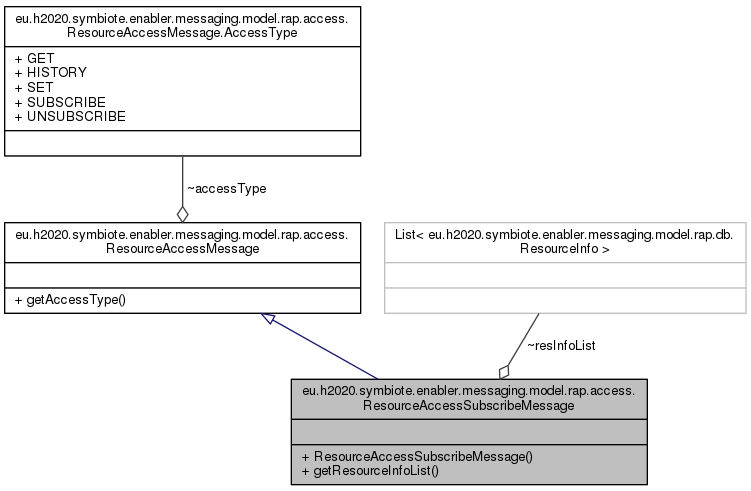 eu.h2020.symbiote.enabler.messaging.model.rap.access.
ResourceAccessMessage.AccessType
+ GET
+ HISTORY
+ SET
+ SUBSCRIBE
+ UNSUBSCRIBE
~accessType
eu.h2020.symbiote.enabler.messaging.model.rap.access.
ResourceAccessMessage
+ getAccessType()
List< eu.h2020.symbiote.enabler.messaging.model.rap.db.
ResourceInfo >
~resInfoList
eu.h2020.symbiote.enabler.messaging.model.rap.access.
ResourceAccessSubscribeMessage
+ ResourceAccessSubscribeMessage()
+ getResourceInfoList()